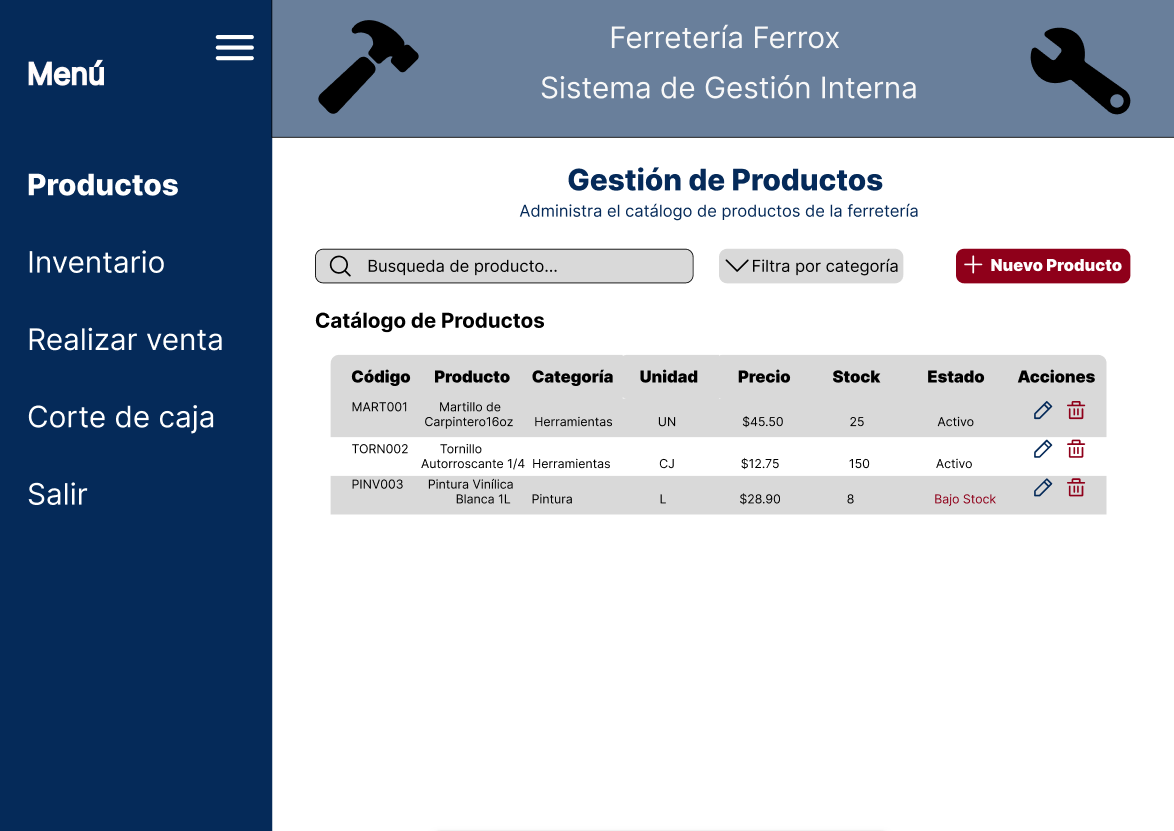 Menú
Productos
Inventario
Realizar venta
Corte de caja
Salir
Ferretería Ferrox
Sistema de Gestión Interna
Gestión de Productos
Administra el catálogo de productos de la ferretería
Busqueda de producto... Filtra por categoría Nuevo Producto
Catálogo de Productos
Código Producto Categoría Unidad Precio Stock Estado Acciones
MART001 Martillo de
Carpintero16oz Herramientas UN $45.50 25 Activo
TORN002 Tornillo
Autorroscante 1/4 Herramientas CJ $12.75 150 Activo
PINV003 Pintura Vinílica
Blanca 1L Pintura L $28.90 8 Bajo Stock